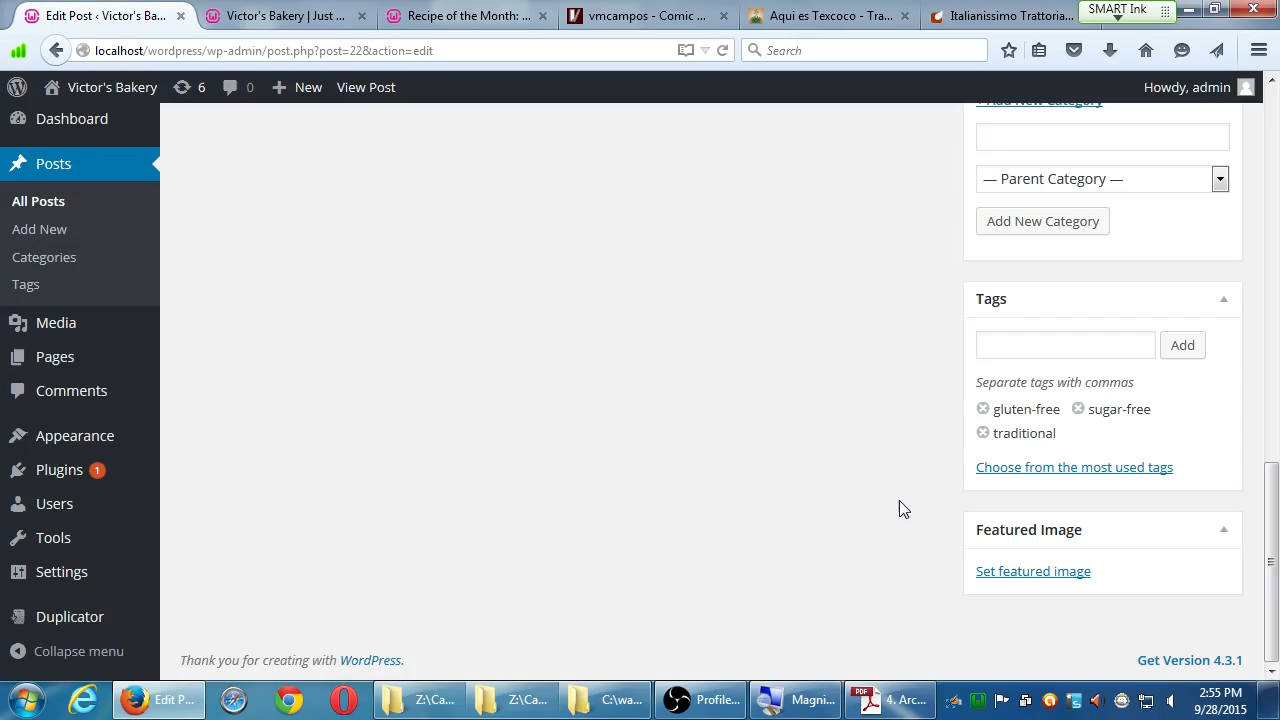 Edit Post ‹ Victor's Ba...
Victor's Bakery | Just ...
Recipe of the Month: ...
vmcampos - Comic ...
Aqui es Texcoco - Tra...
Italianissimo Trattoria...
SMART Ink
localhost/wordpress/wp-admin/post.php?post=22&action=edit
Search
Victor's Bakery
6
0
New
View Post
Howdy, admin
Dashboard
Posts
All Posts
Add New
Categories
Tags
Media
Pages
Comments
Appearance
Plugins 1
Users
Tools
Settings
Duplicator
Collapse menu
+ Add New Category
— Parent Category —
Add New Category
Tags
Add
Separate tags with commas
gluten-free sugar-free
traditional
Choose from the most used tags
Featured Image
Set featured image
Thank you for creating with WordPress.
Get Version 4.3.1
Edit P...
Z:\Ca...
Z:\Ca...
C:\wa...
Profile...
Magni...
PDF
4. Arc...
2:55 PM
9/28/2015